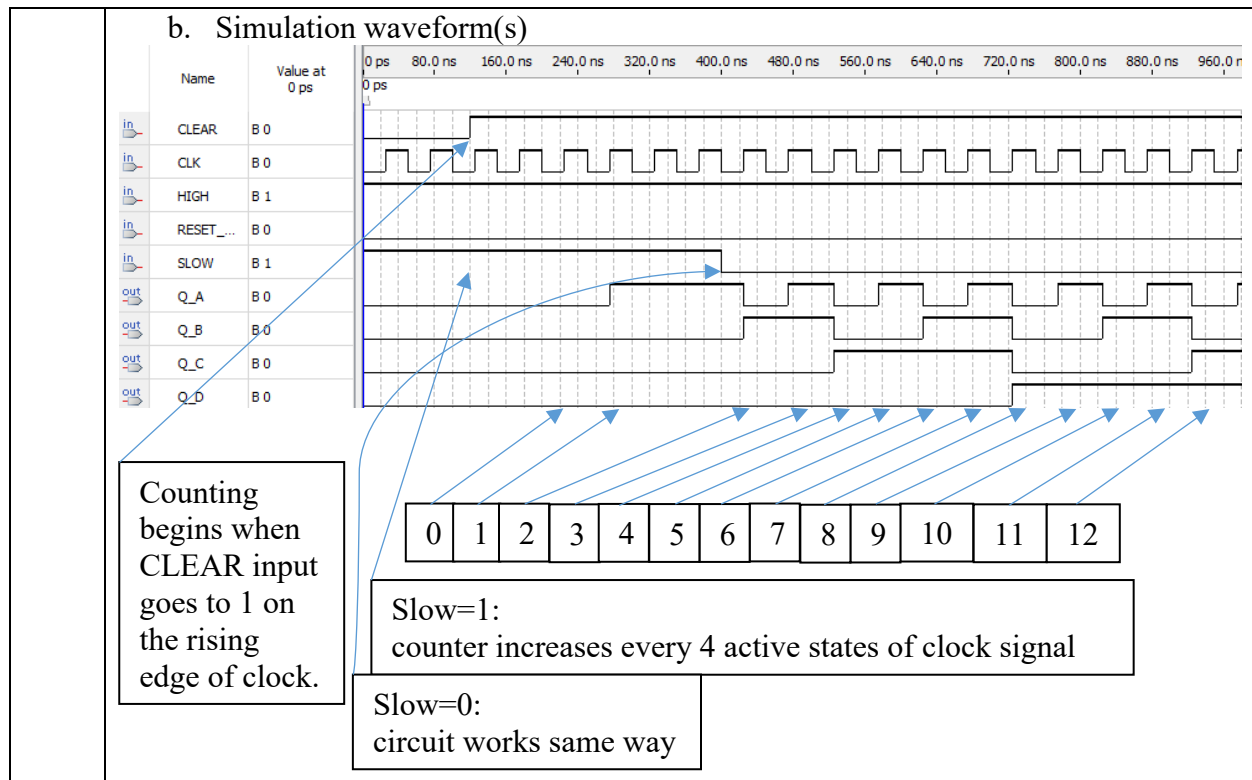 b. Simulation waveform(s)
Name Value at 0 ps
0 ps 80.0 ns 160.0 ns 240.0 ns 320.0 ns 400.0 ns 480.0 ns 560.0 ns 640.0 ns 720.0 ns 800.0 ns 880.0 ns 960.0 n
0 ps
in CLEAR B 0
in CLK B 0
in HIGH B 1
in RESET_... B 0
in SLOW B 1
out Q_A B 0
out Q_B B 0
out Q_C B 0
out Q_D B 0
0 1 2 3 4 5 6 7 8 9 10 11 12
Counting
begins when
CLEAR input
goes to 1 on
the rising
edge of clock.
Slow=1:
counter increases every 4 active states of clock signal
Slow=0:
circuit works same way